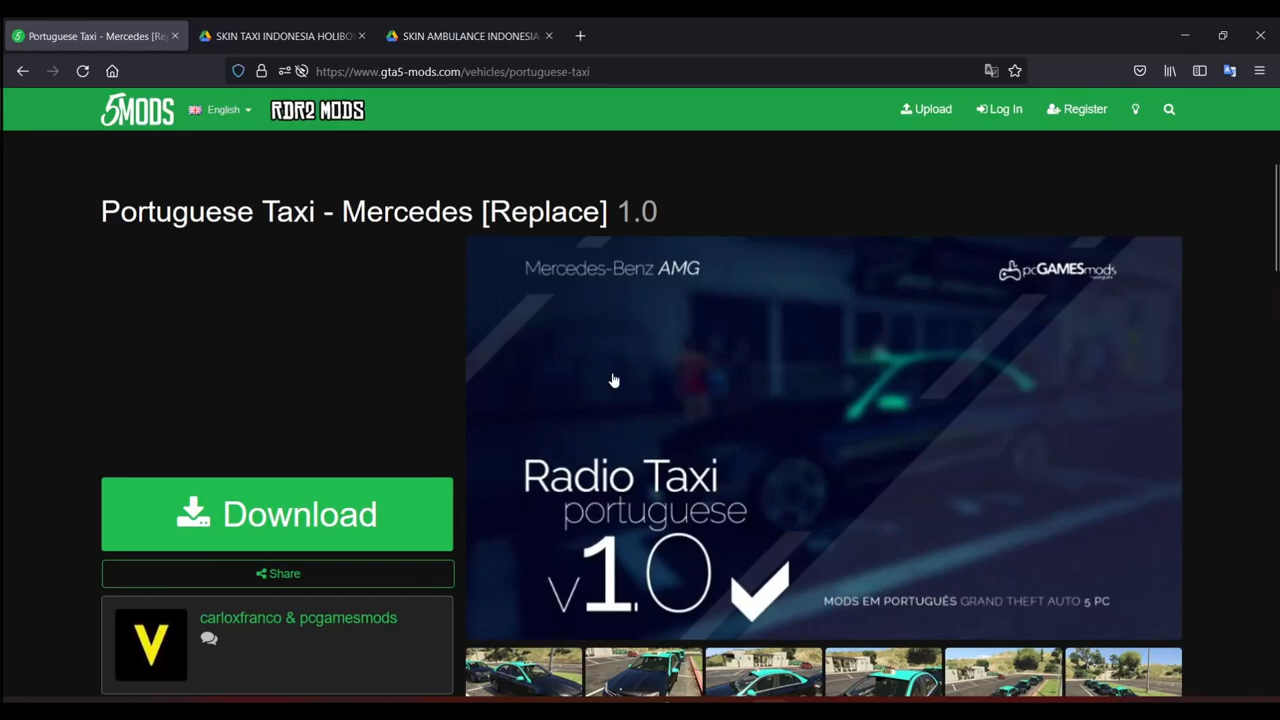 Portuguese Taxi - Mercedes [Re
SKIN TAXI INDONESIA HOLIBO
SKIN AMBULANCE INDONESIA
https://www.gta5-mods.com/vehicles/portuguese-taxi
5MODS
English
RDR2 MODS
Upload
Log In
Register
Portuguese Taxi - Mercedes [Replace] 1.0
Mercedes-Benz AMG
pcGAMESmods
Radio Taxi
portuguese
v1.0
MODS EM PORTUGUÊS GRAND THEFT AUTO 5 PC
Download
Share
carloxfranco & pcgamesmods